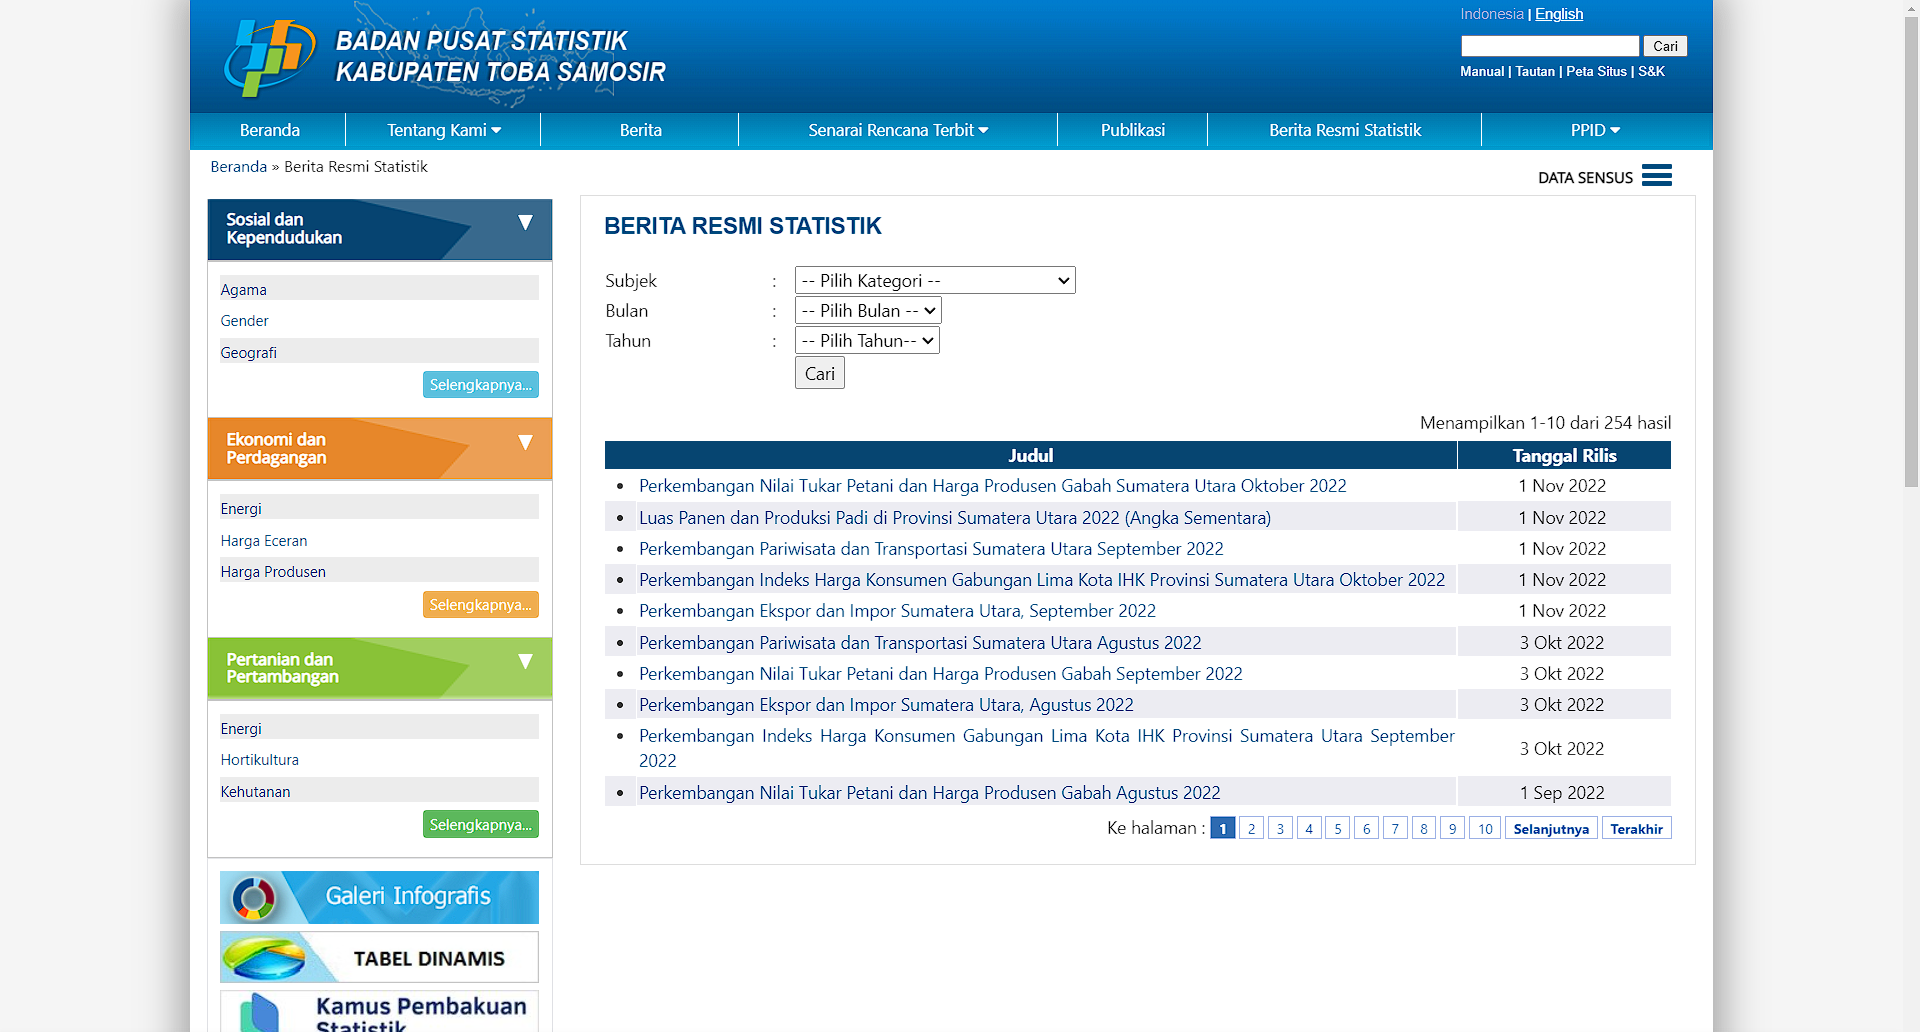 Indonesia | English
BADAN PUSAT STATISTIK
KABUPATEN TOBA SAMOSIR
Cari
Manual | Tautan | Peta Situs | S&K
Beranda Tentang Kami Berita Senarai Rencana Terbit Publikasi Berita Resmi Statistik PPID
Beranda » Berita Resmi Statistik
DATA SENSUS
Sosial dan
Kependudukan
Agama
Gender
Geografi
Selengkapnya...
Ekonomi dan
Perdagangan
Energi
Harga Eceran
Harga Produsen
Selengkapnya...
Pertanian dan
Pertambangan
Energi
Hortikultura
Kehutanan
Selengkapnya...
Galeri Infografis
TABEL DINAMIS
Kamus Pembakuan
Statistik
BERITA RESMI STATISTIK
Subjek : -- Pilih Kategori --
Bulan : -- Pilih Bulan --
Tahun : -- Pilih Tahun--
Cari
Menampilkan 1-10 dari 254 hasil
Judul Tanggal Rilis
• Perkembangan Nilai Tukar Petani dan Harga Produsen Gabah Sumatera Utara Oktober 2022 1 Nov 2022
• Luas Panen dan Produksi Padi di Provinsi Sumatera Utara 2022 (Angka Sementara) 1 Nov 2022
• Perkembangan Pariwisata dan Transportasi Sumatera Utara September 2022 1 Nov 2022
• Perkembangan Indeks Harga Konsumen Gabungan Lima Kota IHK Provinsi Sumatera Utara Oktober 2022 1 Nov 2022
• Perkembangan Ekspor dan Impor Sumatera Utara, September 2022 1 Nov 2022
• Perkembangan Pariwisata dan Transportasi Sumatera Utara Agustus 2022 3 Okt 2022
• Perkembangan Nilai Tukar Petani dan Harga Produsen Gabah September 2022 3 Okt 2022
• Perkembangan Ekspor dan Impor Sumatera Utara, Agustus 2022 3 Okt 2022
• Perkembangan Indeks Harga Konsumen Gabungan Lima Kota IHK Provinsi Sumatera Utara September
2022 3 Okt 2022
• Perkembangan Nilai Tukar Petani dan Harga Produsen Gabah Agustus 2022 1 Sep 2022
Ke halaman : 1 2 3 4 5 6 7 8 9 10 Selanjutnya Terakhir